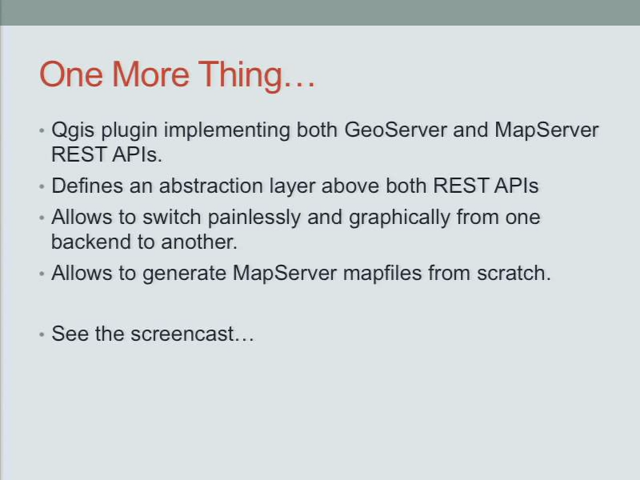 One More Thing…
• Qgis plugin implementing both GeoServer and MapServer
REST APIs.
• Defines an abstraction layer above both REST APIs
• Allows to switch painlessly and graphically from one
backend to another.
• Allows to generate MapServer mapfiles from scratch.
• See the screencast…